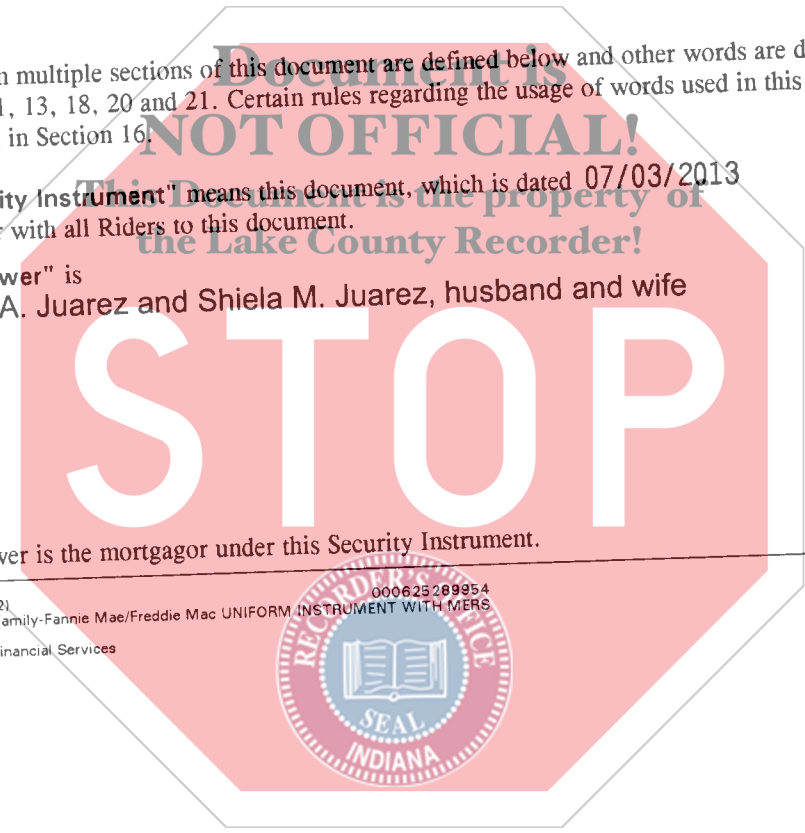 n multiple sections of this document are defined below and other words are d
1, 13, 18, 20 and 21. Certain rules regarding the usage of words used in this
in Section 16.
Document is
NOT OFFICIAL!
This Document is the property of
the Lake County Recorder!
ity Instrument" means this document, which is dated 07/03/2013
with all Riders to this document.
wer" is
A. Juarez and Shiela M. Juarez, husband and wife
STOP
ver is the mortgagor under this Security Instrument.
000625289954
2)
amily-Fannie Mae/Freddie Mac UNIFORM INSTRUMENT WITH MERS
inancial Services
RECORDER'S OFFICE
SEAL
INDIANA